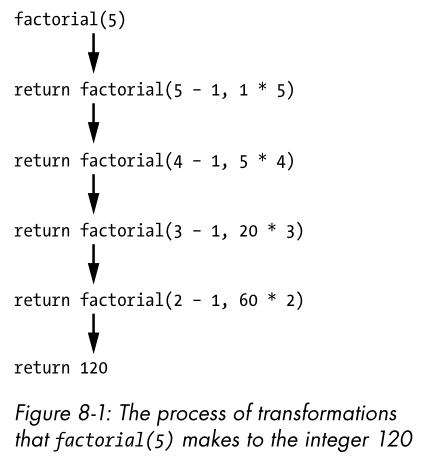 factorial(5)
return factorial(5 − 1, 1 * 5)
return factorial(4 − 1, 5 * 4)
return factorial(3 − 1, 20 * 3)
return factorial(2 − 1, 60 * 2)
return 120
Figure 8-1: The process of transformations
that factorial(5) makes to the integer 120